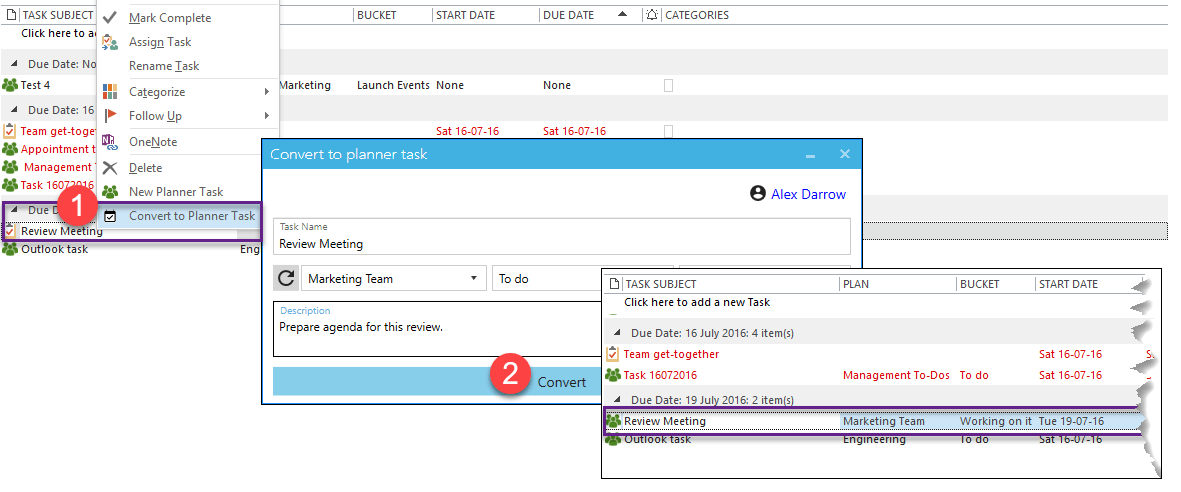 TASK SUBJECT BUCKET START DATE DUE DATE CATEGORIES
Click here to ad
Mark Complete
Assign Task
Rename Task
Categorize
Follow Up
OneNote
Delete
New Planner Task
Convert to Planner Task
1
Due Date: No
Test 4 Marketing Launch Events None None
Due Date: 16
Team get-together Sat 16-07-16 Sat 16-07-16
Appointment t
Management T
Task 16072016
Due D
Review Meeting
Outlook task Eng
Convert to planner task
Alex Darrow
Task Name
Review Meeting
Marketing Team To do
Description
Prepare agenda for this review.
2 Convert
TASK SUBJECT PLAN BUCKET START DATE
Click here to add a new Task
Due Date: 16 July 2016: 4 item(s)
Team get-together Sat 16-07-16
Task 16072016 Management To-Dos To do Sat 16-07-16
Due Date: 19 July 2016: 2 item(s)
Review Meeting Marketing Team Working on it Tue 19-07-16
Outlook task Engineering To do Sat 16-07-16